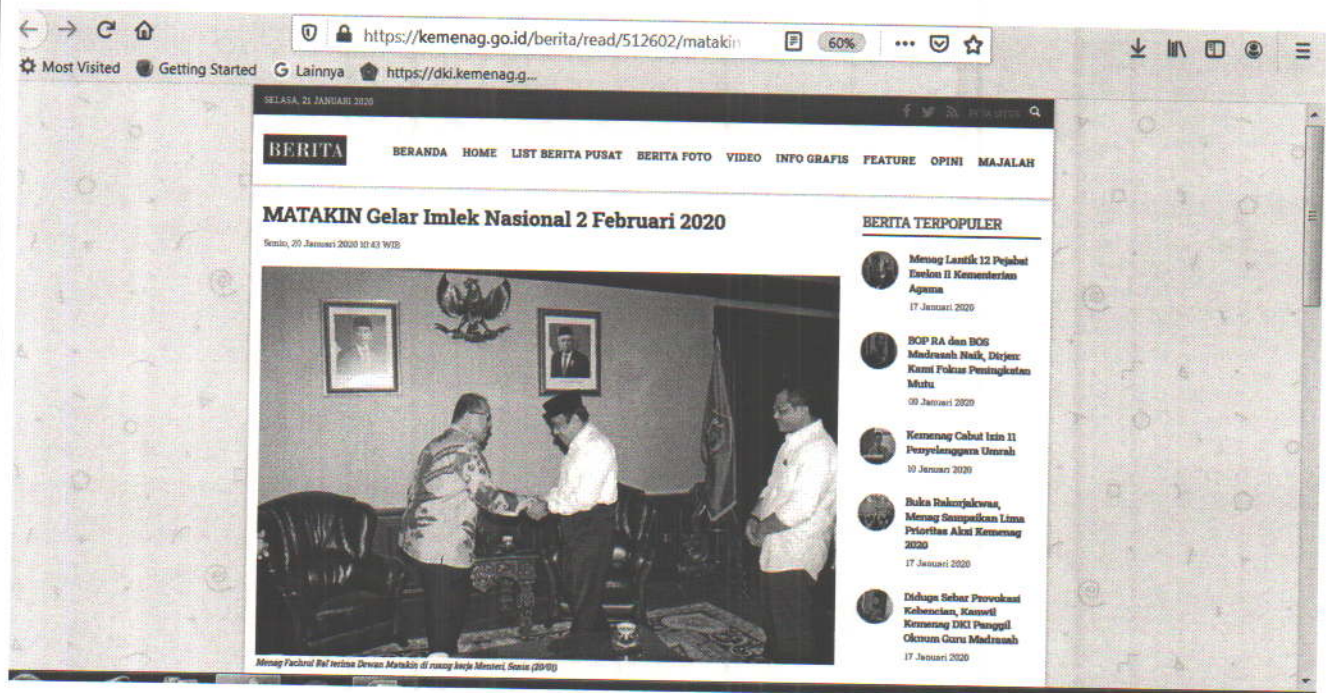 https://kemenag.go.id/berita/read/512602/matakin
60%
Most Visited
Getting Started
G Lainnya
https://dki.kemenag.g...
SELASA, 21 JANUARI 2020
BERITA
BERANDA HOME LIST BERITA PUSAT BERITA FOTO VIDEO INFO GRAFIS FEATURE OPINI MAJALAH
MATAKIN Gelar Imlek Nasional 2 Februari 2020
Senin, 20 Januari 2020 10:43 WIB
Menag Fachrul Razi terima Dewan Matakin di ruang kerja Menteri, Senin (20/01)
BERITA TERPOPULER
Menag Lantik 12 Pejabat
Eselon II Kementerian
Agama
17 Januari 2020
BOP RA dan BOS
Madrasah Naik, Dirjen:
Kami Fokus Peningkatan
Mutu
09 Januari 2020
Kemenag Cabut Izin 11
Penyelenggara Umrah
10 Januari 2020
Buka Rakorjakwas,
Menag Sampaikan Lima
Prioritas Aksi Kemenag
2020
17 Januari 2020
Diduga Sebar Provokasi
Kebencian, Kanwil
Kemenag DKI Panggil
Oknum Guru Madrasah
17 Januari 2020